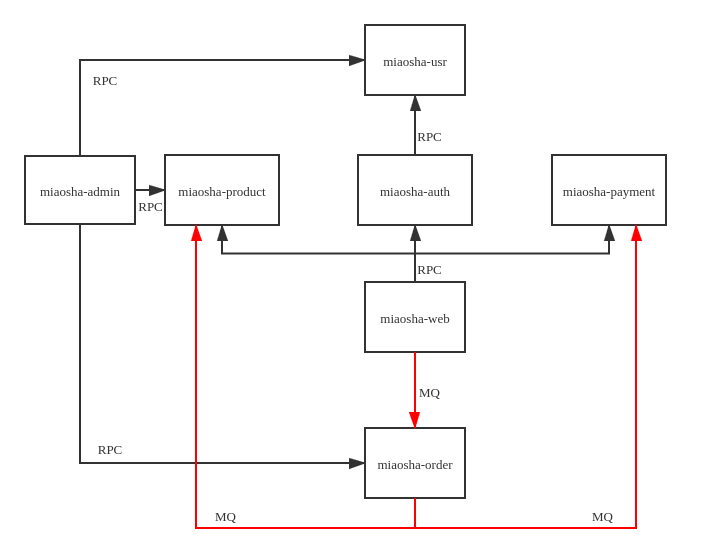 miaosha-usr
RPC
RPC
miaosha-admin
miaosha-product
miaosha-auth
miaosha-payment
RPC
RPC
miaosha-web
MQ
RPC
miaosha-order
MQ
MQ